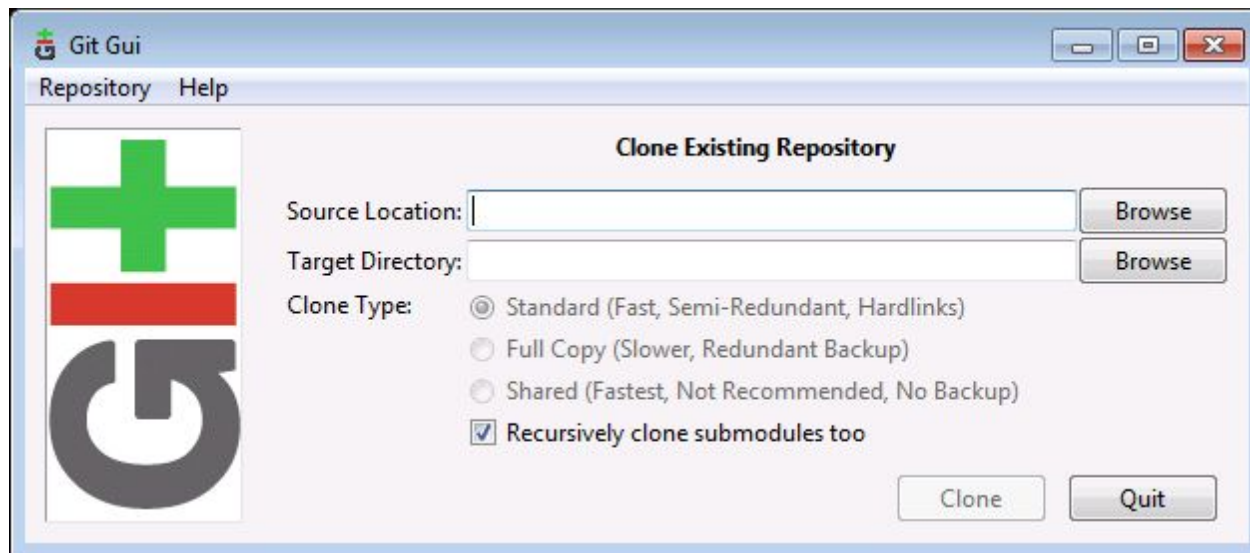 Git Gui
Repository Help
Clone Existing Repository
Source Location: Browse
Target Directory: Browse
Clone Type: Standard (Fast, Semi-Redundant, Hardlinks)
Full Copy (Slower, Redundant Backup)
Shared (Fastest, Not Recommended, No Backup)
Recursively clone submodules too
Clone Quit
GIT